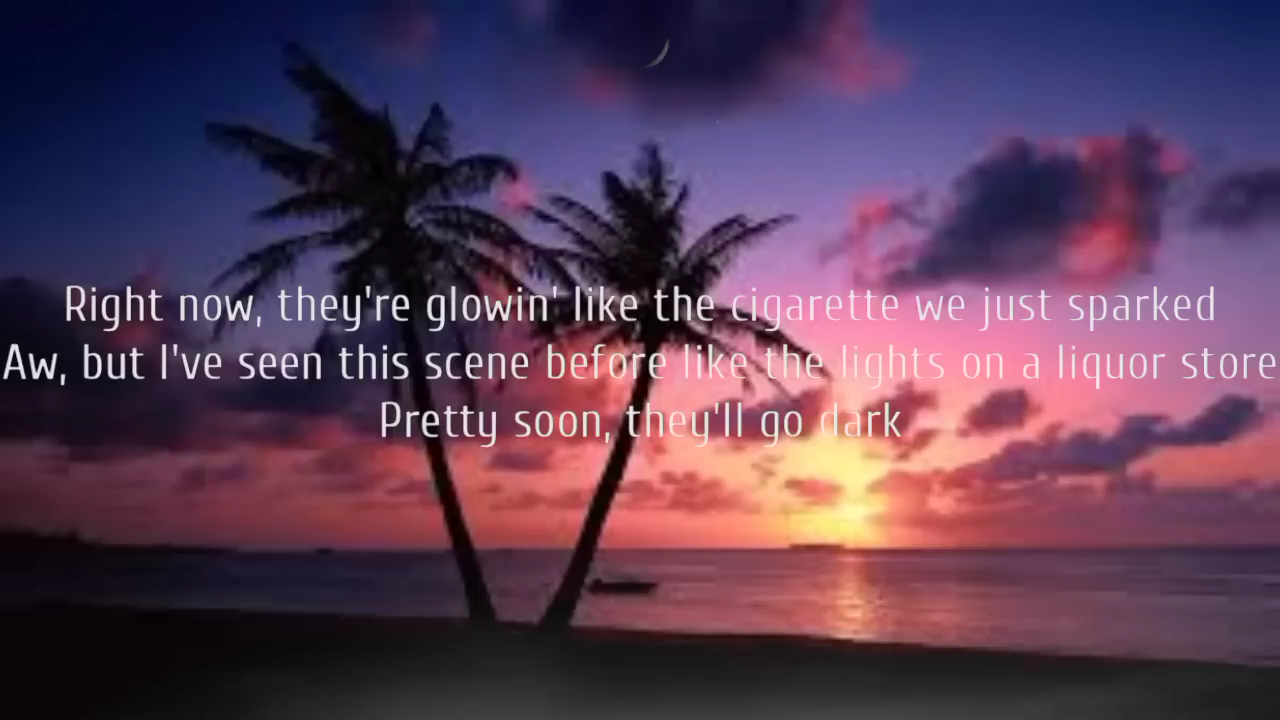 Right now, they're glowin' like the cigarette we just sparked
Aw, but I've seen this scene before like the lights on a liquor store
Pretty soon, they'll go dark